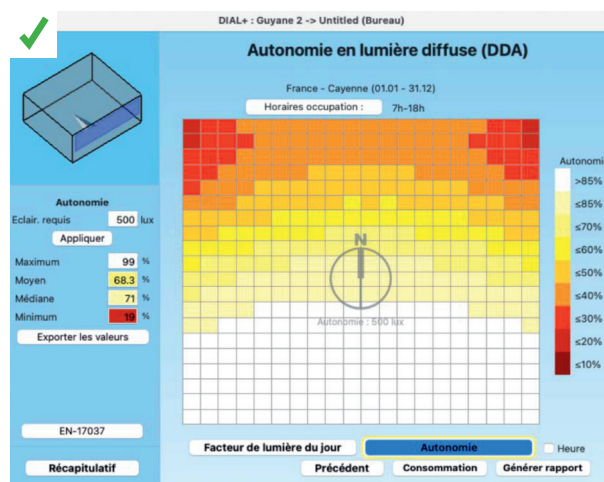 DIAL+ : Guyane 2 -> Untitled (Bureau)
Autonomie en lumière diffuse (DDA)
France - Cayenne (01.01 - 31.12)
Horaires occupation : 7h-18h
Autonomie
Eclair. requis 500 lux
Appliquer
Maximum 99 %
Moyen 68.3 %
Médiane 71 %
Minimum 19 %
Exporter les valeurs
EN-17037
Récapitulatif
N
Autonomie : 500 lux
Autonomi
>85%
≤85%
≤70%
≤60%
≤50%
≤40%
≤30%
≤20%
≤10%
Facteur de lumière du jour Autonomie Heure
Précédent Consommation Générer rapport